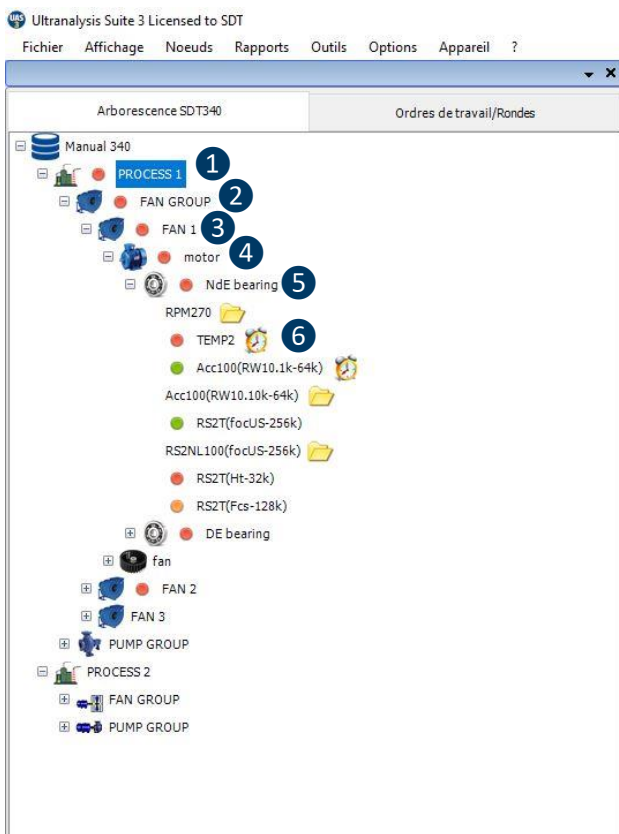 UAS 3 Ultranalysis Suite 3 Licensed to SDT
Fichier Affichage Noeuds Rapports Outils Options Appareil ?
Arborescence SDT340 Ordres de travail/Rondes
Manual 340
PROCESS 1 1
FAN GROUP 2
FAN 1 3
motor 4
NdE bearing 5
RPM270
TEMP2 6
Acc100(RW10.1k-64k)
Acc100(RW10.10k-64k)
RS2T(focUS-256k)
RS2NL100(focUS-256k)
RS2T(Ht-32k)
RS2T(Fcs-128k)
DE bearing
fan
FAN 2
FAN 3
PUMP GROUP
PROCESS 2
FAN GROUP
PUMP GROUP